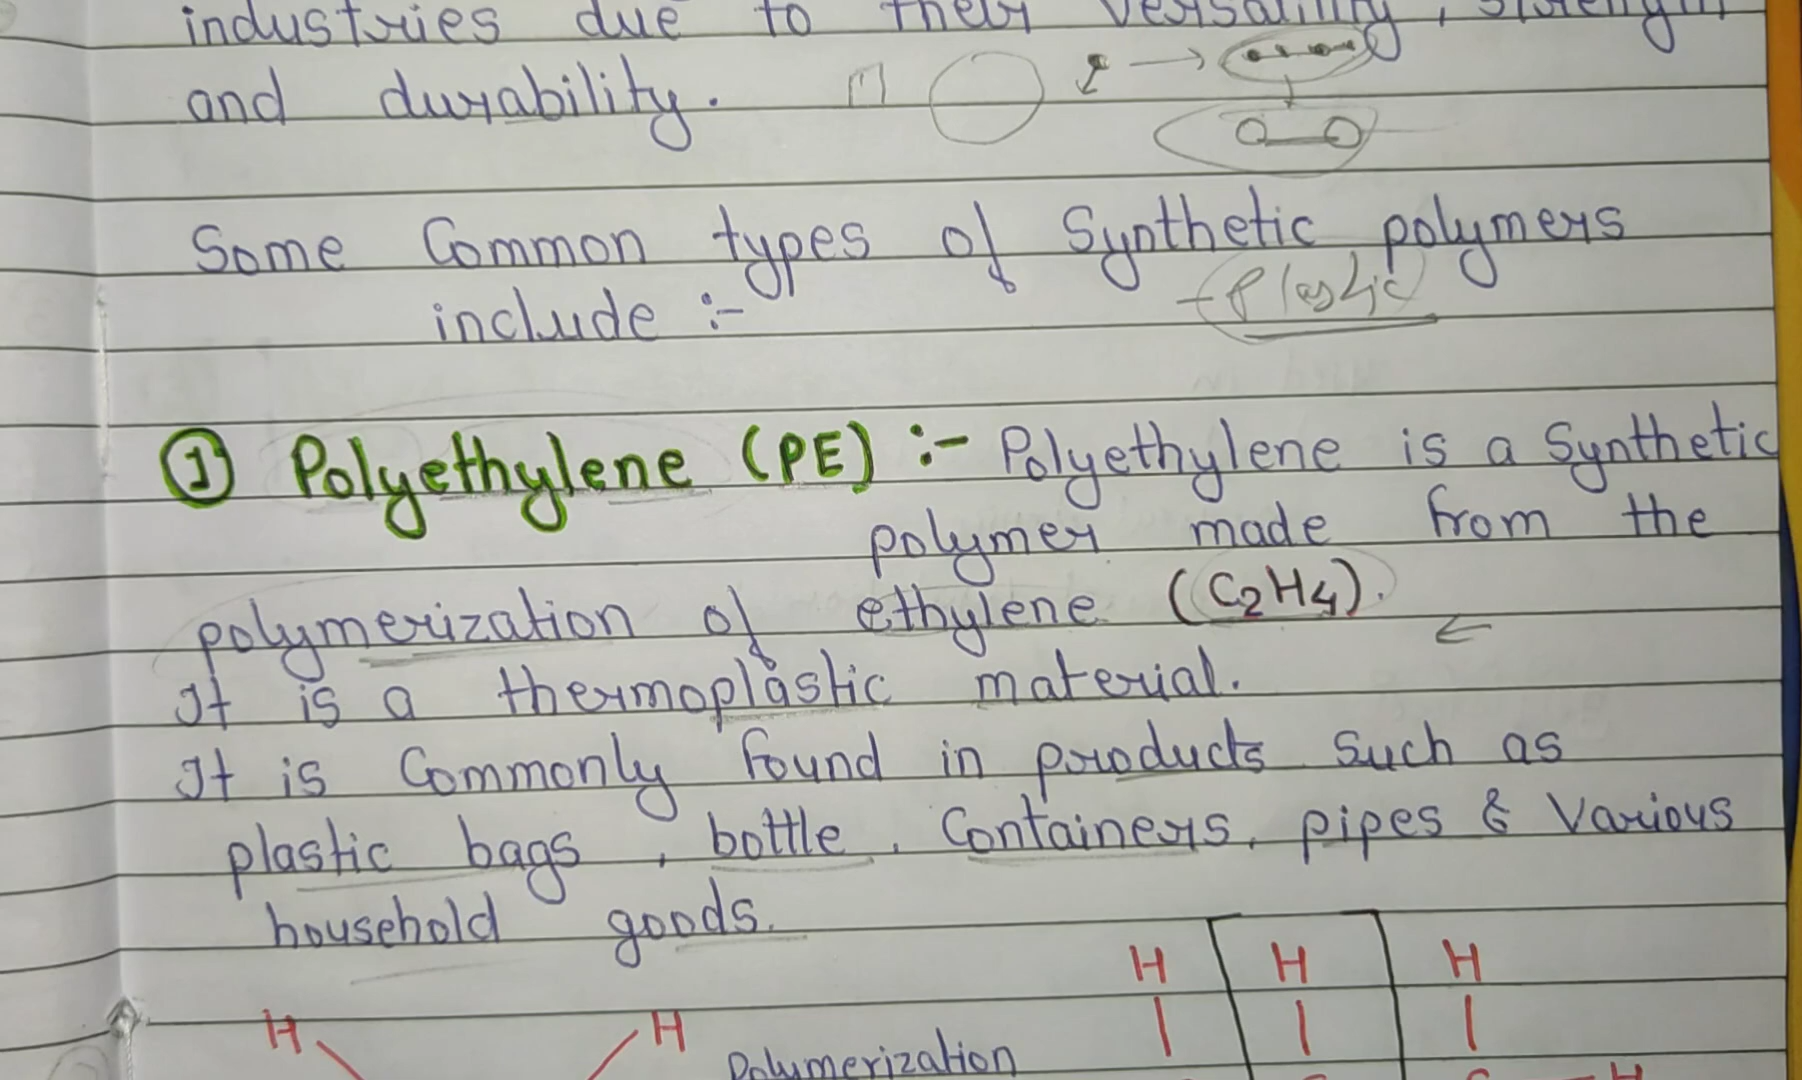 industries due to their versatility, strength
and durability.
Some Common types of Synthetic polymers
include :-
- Plastic
① Polyethylene (PE) :- Polyethylene is a Synthetic
polymer made from the
polymerization of ethylene (C2H4).
It is a thermoplastic material.
It is Commonly found in products such as
plastic bags, bottle, Containers, pipes & Various
household goods.
H H H
H H
Polymerization
H